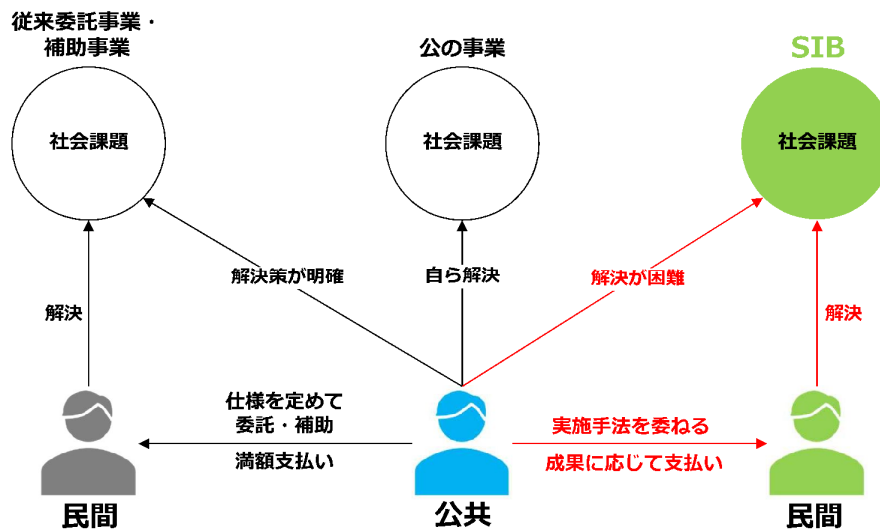 従来委託事業・
補助事業
公の事業
SIB
社会課題
社会課題
社会課題
解決策が明確
自ら解決
解決が困難
解決
解決
仕様を定めて
委託・補助
満額支払い
実施手法を委ねる
成果に応じて支払い
民間
公共
民間